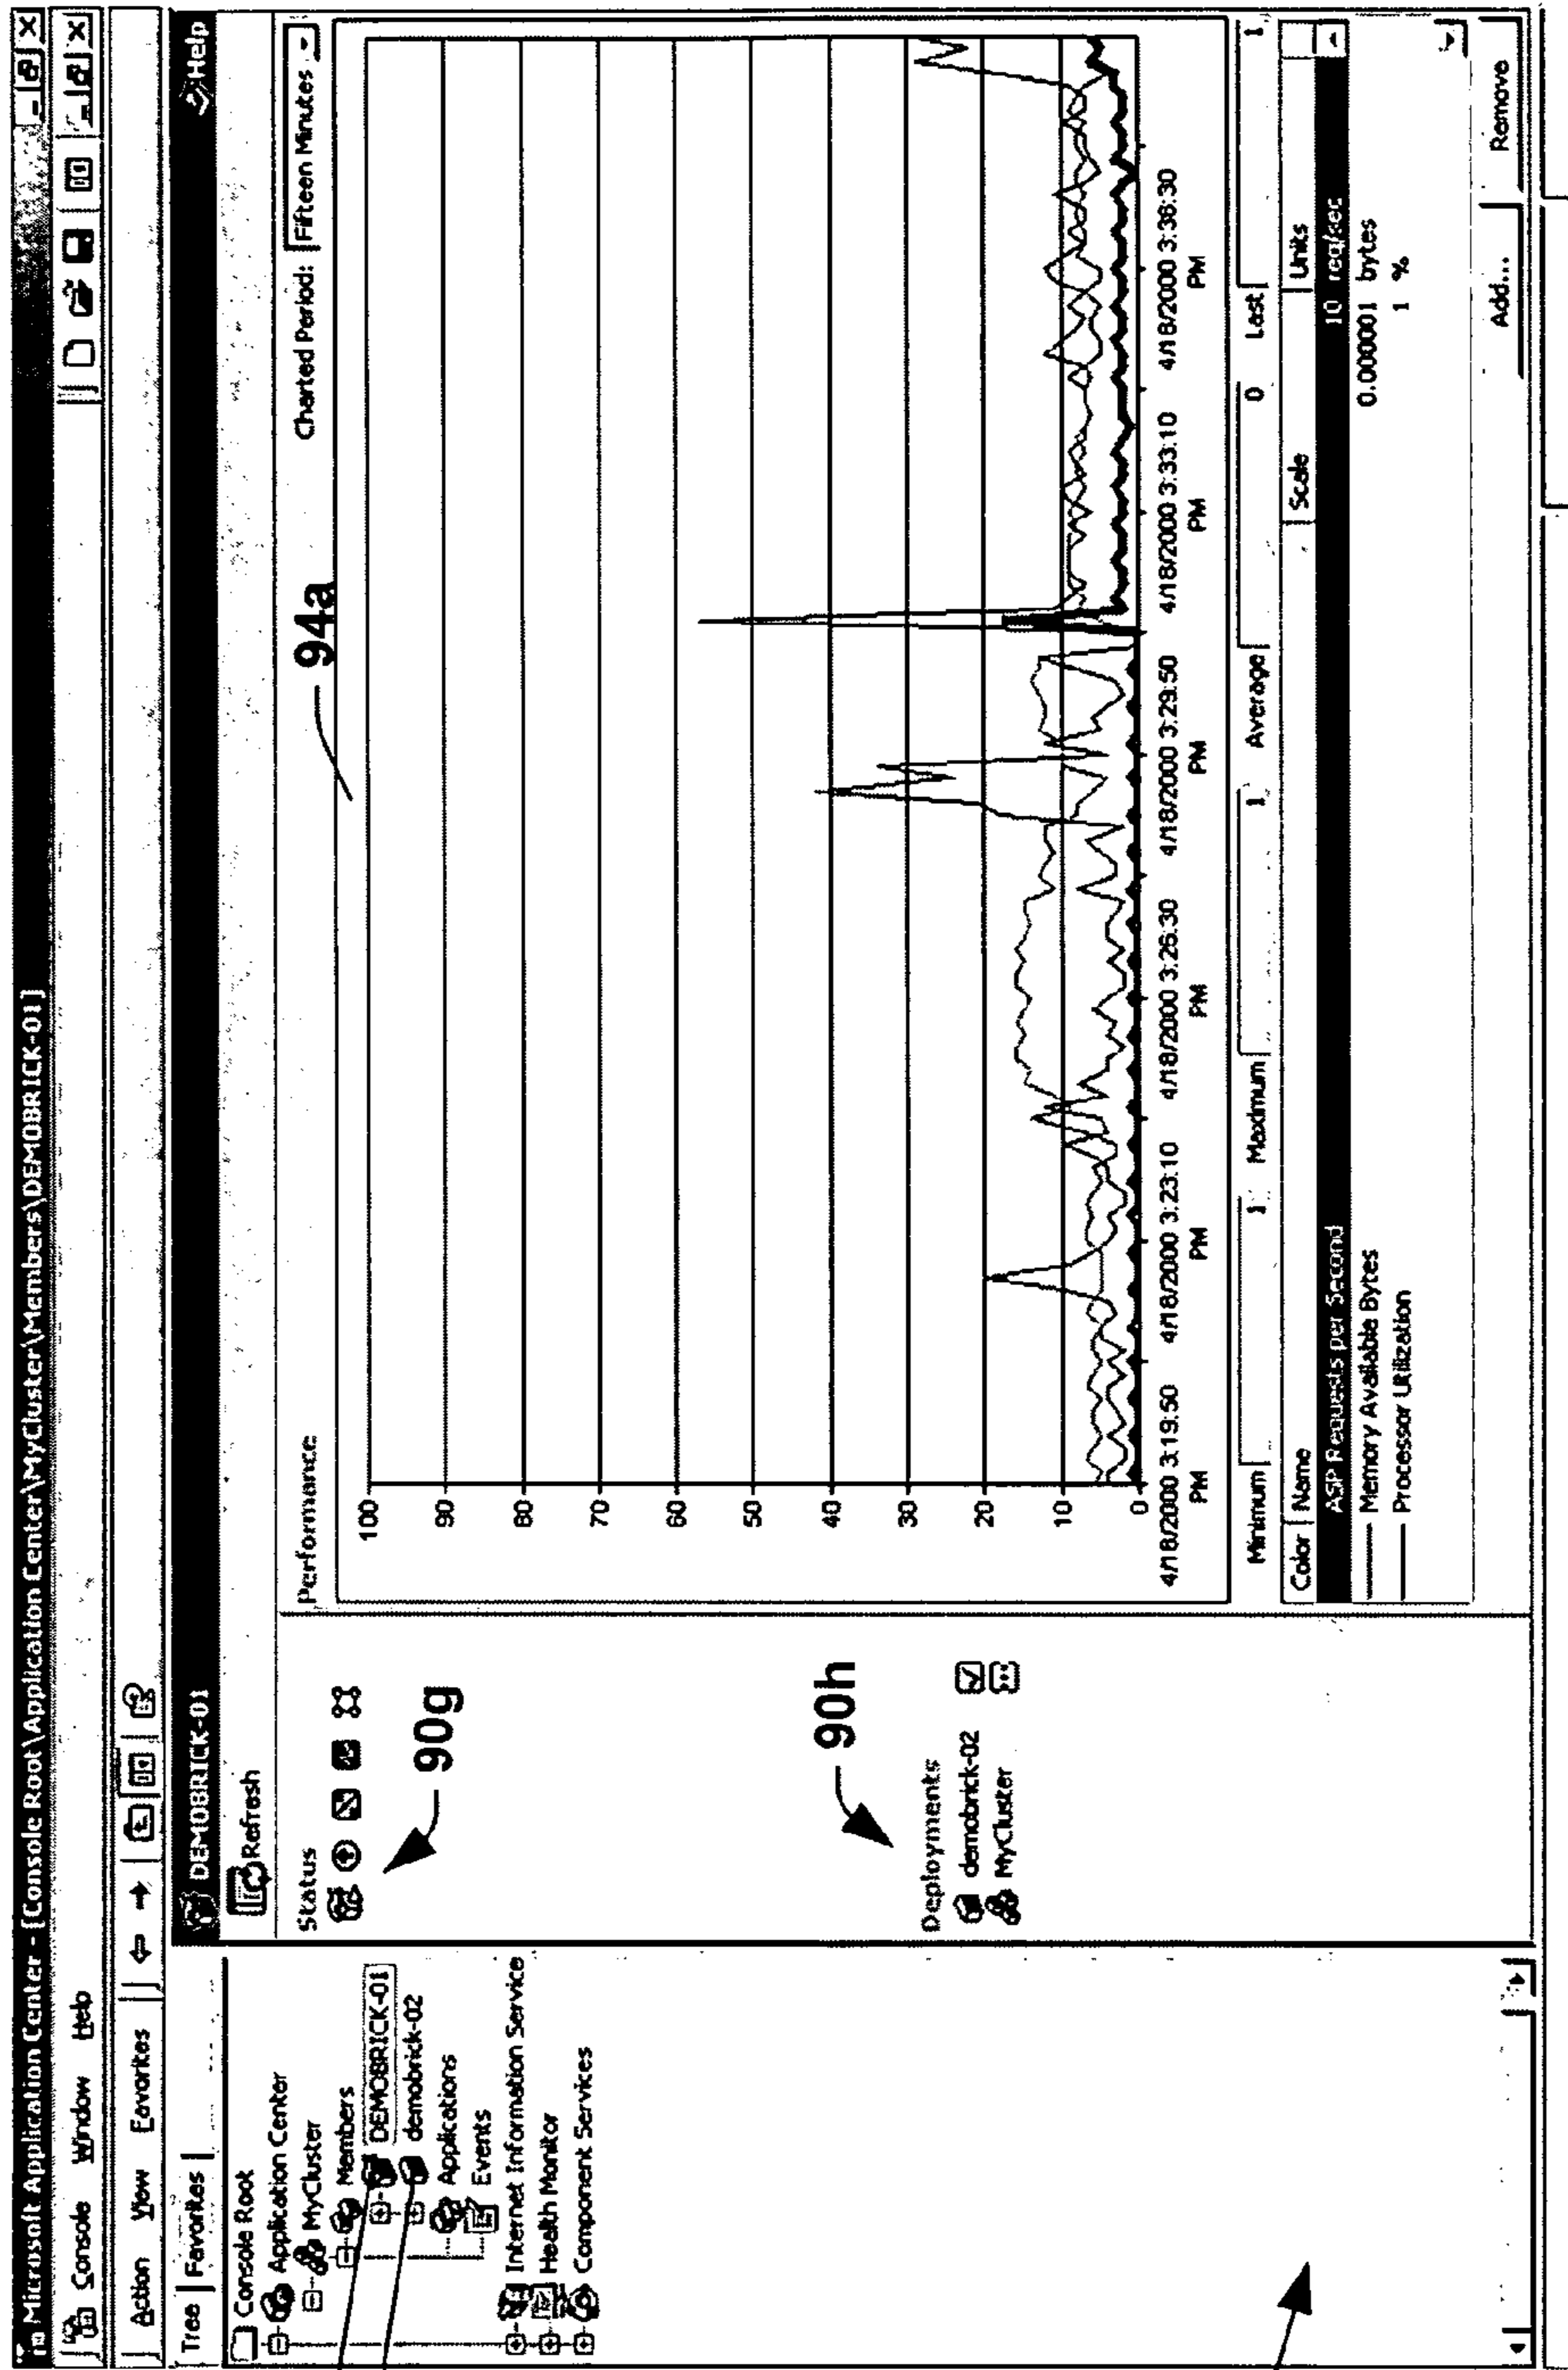 Microsoft Application Center - [Console Root\Application Center\MyCluster\Members\DEMOBRICK-01]
Console Window Help
Action View Favorites
Tree Favorites
Console Root
Application Center
MyCluster
Members
DEMOBRICK-01
demobrick-02
Applications
Events
Internet Information Service
Health Monitor
Component Services
DEMOBRICK-01
Help
Refresh
Status
90g
Deployments
90h
demobrick-02
MyCluster
Performance
94a
Charted Period: Fifteen Minutes
100
90
80
70
60
50
40
30
20
10
0
4/18/2000 3:19:50 PM
4/18/2000 3:23:10 PM
4/18/2000 3:26:30 PM
4/18/2000 3:29:50 PM
4/18/2000 3:33:10 PM
4/18/2000 3:36:30 PM
Minimum 1 Maximum 1 Average 0 Last 1
Color Name Scale Units
ASP Requests per Second 10 req/sec
Memory Available Bytes 0.000001 bytes
Processor Utilization 1 %
Add... Remove